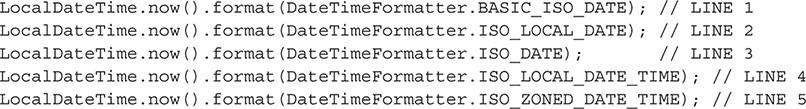 LocalDateTime.now().format(DateTimeFormatter.BASIC_ISO_DATE); // LINE 1
LocalDateTime.now().format(DateTimeFormatter.ISO_LOCAL_DATE); // LINE 2
LocalDateTime.now().format(DateTimeFormatter.ISO_DATE);       // LINE 3
LocalDateTime.now().format(DateTimeFormatter.ISO_LOCAL_DATE_TIME); // LINE 4
LocalDateTime.now().format(DateTimeFormatter.ISO_ZONED_DATE_TIME); // LINE 5